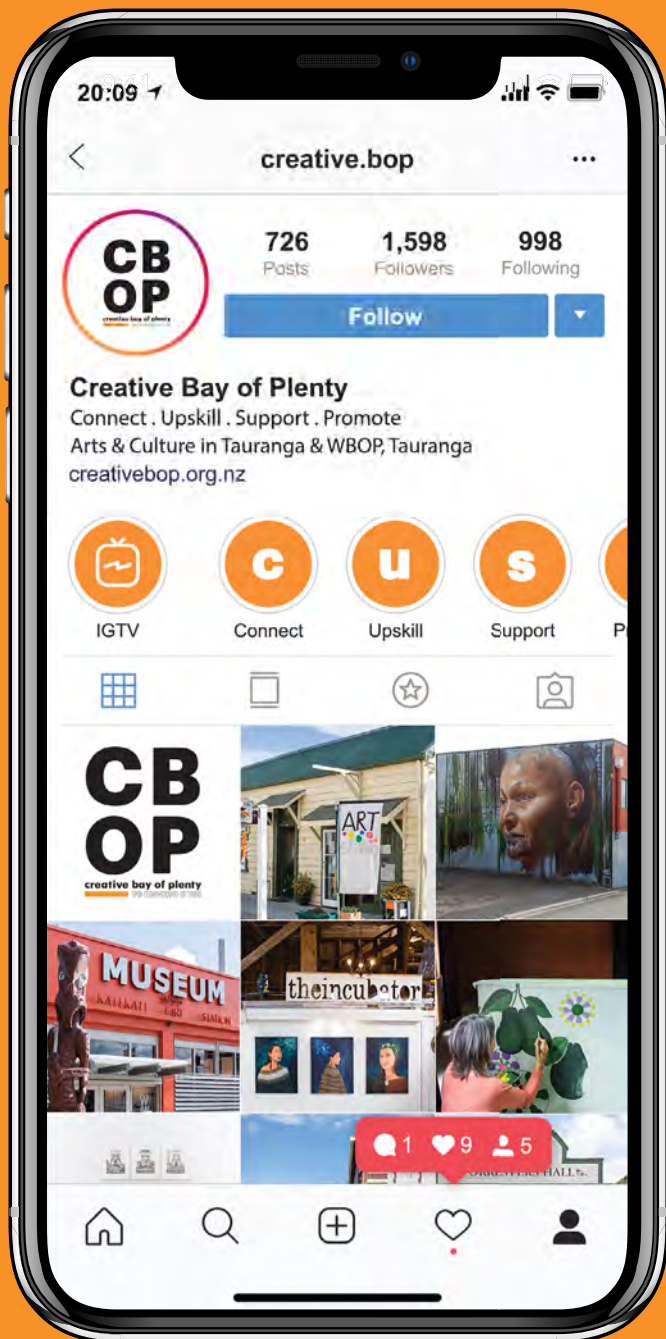 20:09
creative.bop
726 1,598 998
Posts Followers Following
Follow
CB
OP
creative bay of plenty
Creative Bay of Plenty
Connect . Upskill . Support . Promote
Arts & Culture in Tauranga & WBOP, Tauranga
creativebop.org.nz
c u s
IGTV Connect Upskill Support P
CB
OP
creative bay of plenty
ART
MUSEUM
KATIKATI
theincubator
1 9 5
HALL